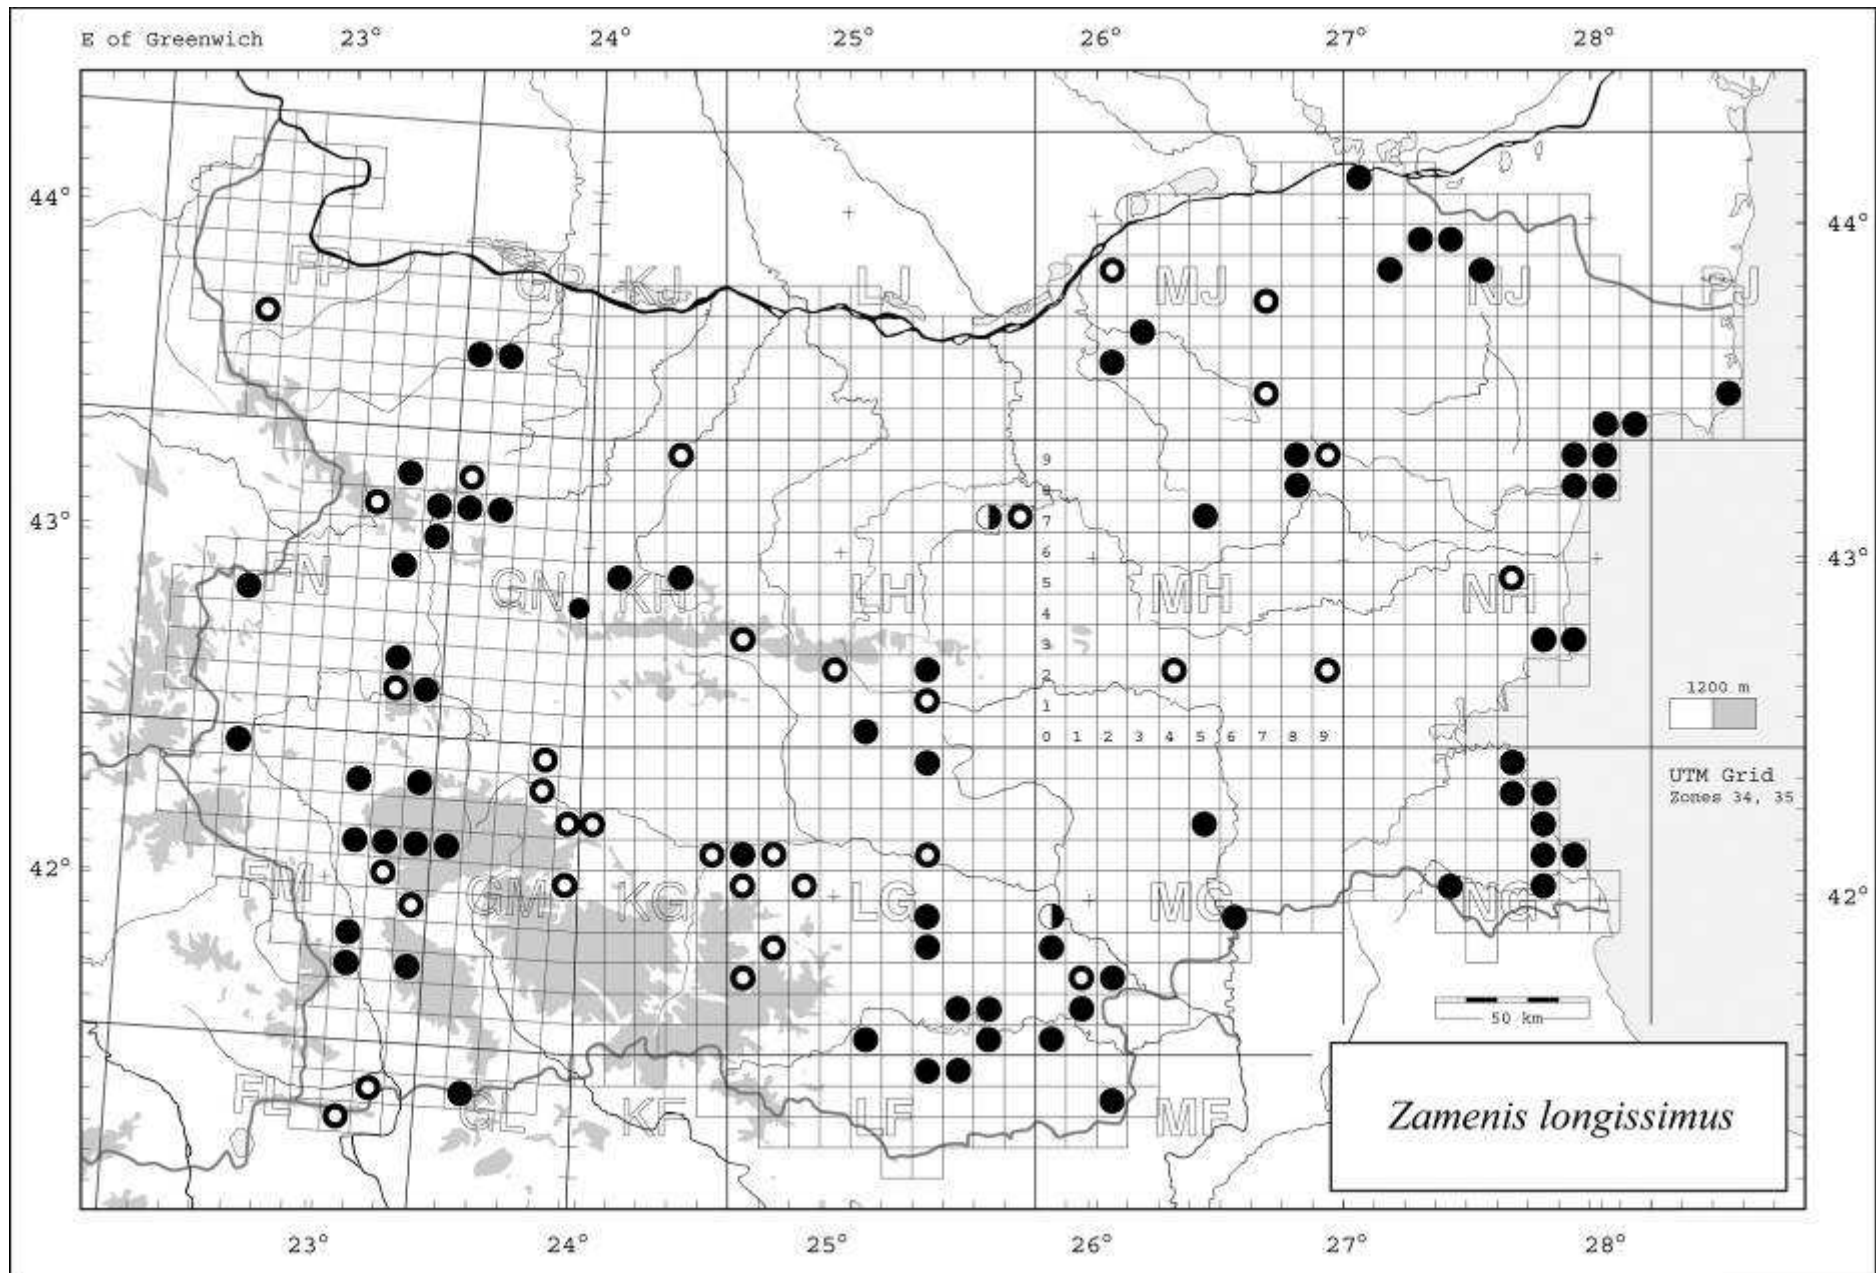 E of Greenwich 23° 24° 25° 26° 27° 28°
44° 44°
FP GP KJ LJ MJ NJ PJ
9
8
7
43° 43°
6
FN GN KH LH MH NH
5
4
3
2
1
1200 m
0 1 2 3 4 5 6 7 8 9
UTM Grid
Zones 34, 35
42° 42°
FM GM KG LG MG NG
50 km
FL GL KF LF MF
Zamenis longissimus
23° 24° 25° 26° 27° 28°